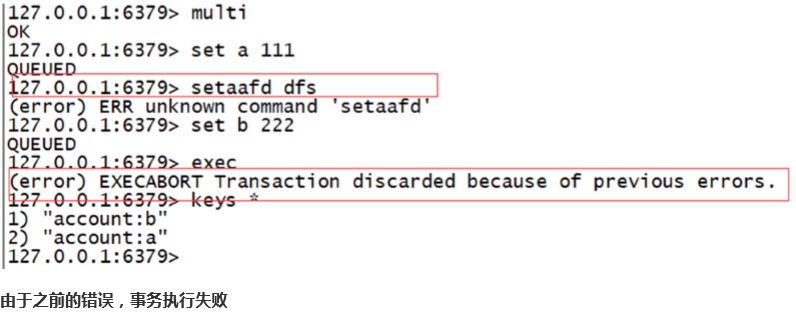 127.0.0.1:6379> multi
OK
127.0.0.1:6379> set a 111
QUEUED
127.0.0.1:6379> setaafd dfs
(error) ERR unknown command 'setaafd'
127.0.0.1:6379> set b 222
QUEUED
127.0.0.1:6379> exec
(error) EXECABORT Transaction discarded because of previous errors.
127.0.0.1:6379> keys *
1) "account:b"
2) "account:a"
127.0.0.1:6379>
由于之前的错误，事务执行失败